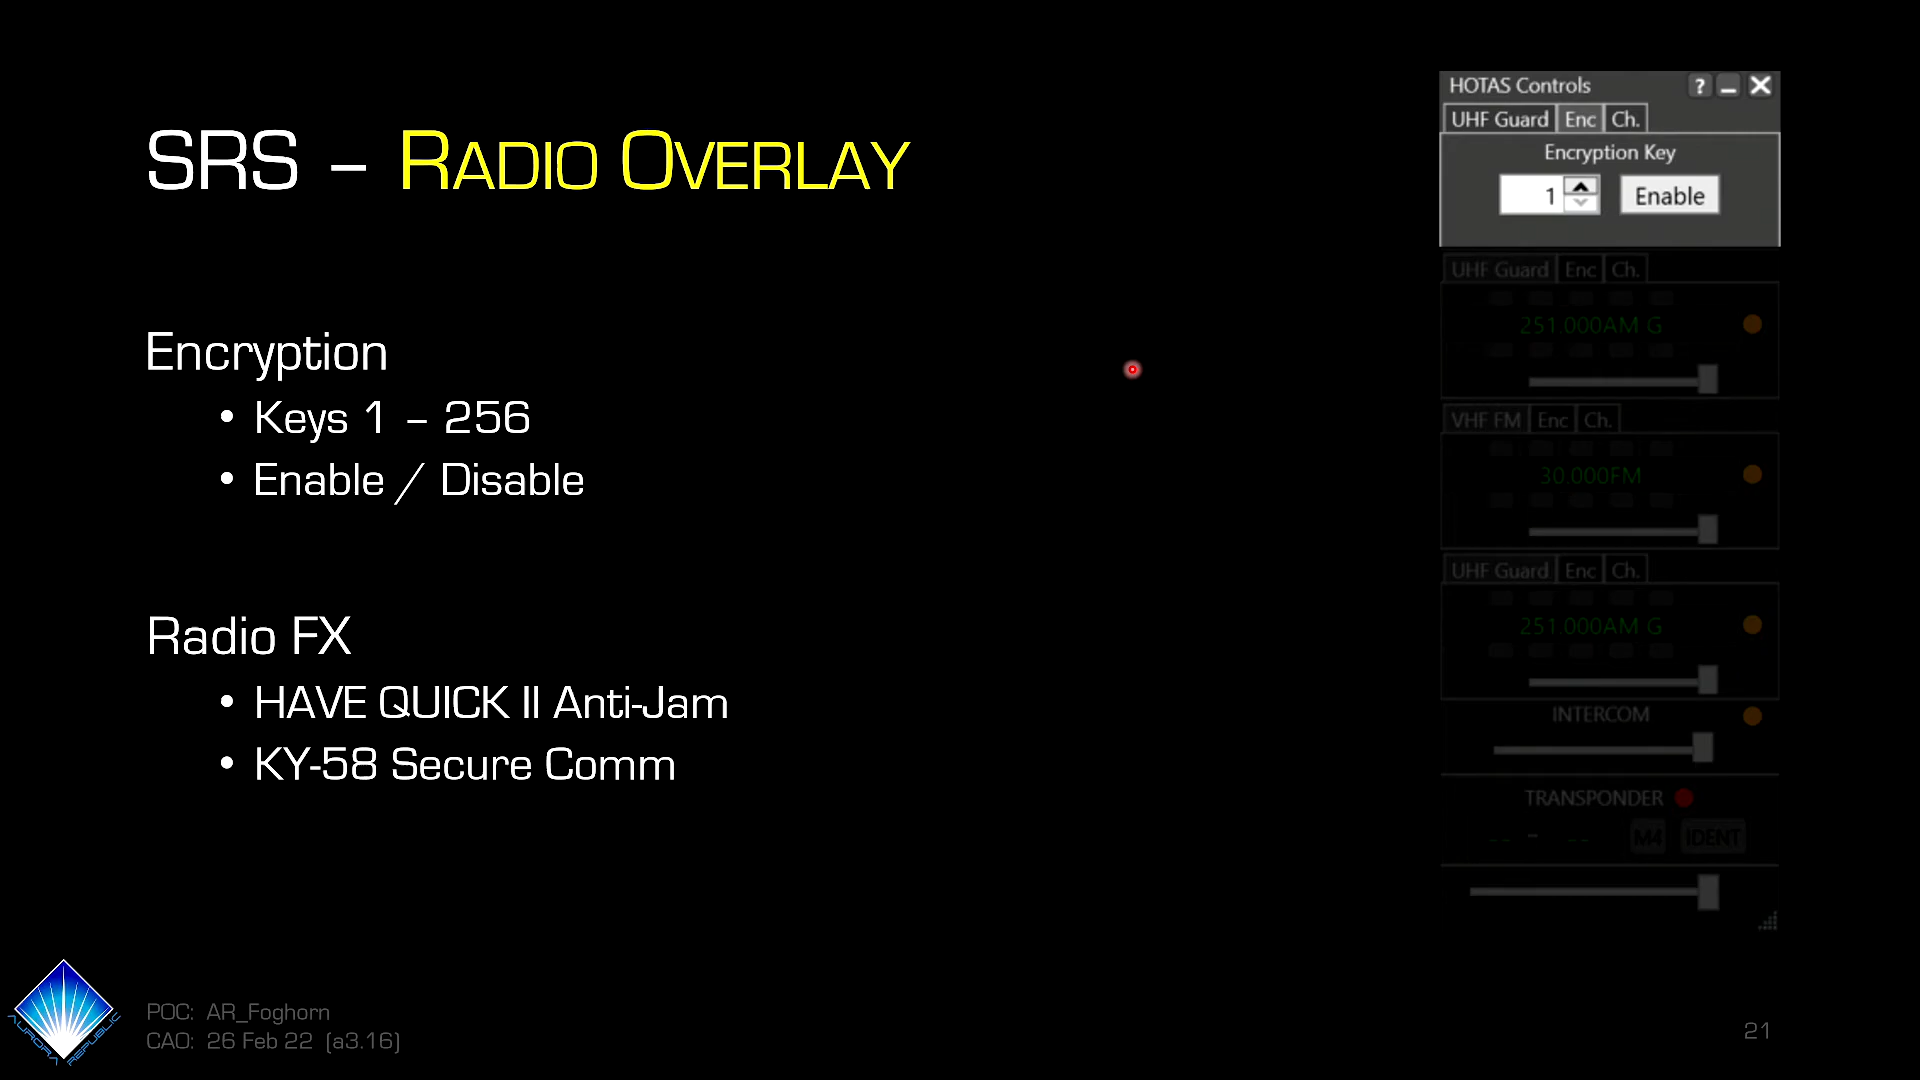 SRS – RADIO OVERLAY
Encryption
• Keys 1 – 256
• Enable / Disable
Radio FX
• HAVE QUICK II Anti-Jam
• KY-58 Secure Comm
HOTAS Controls ? _ X
UHF Guard Enc Ch.
Encryption Key
1 Enable
UHF Guard Enc Ch.
251.000AM G
VHF FM Enc Ch.
30.000FM
UHF Guard Enc Ch.
251.000AM G
INTERCOM
TRANSPONDER
-- - -- M4 IDENT
AURORA REPUBLIC
POC: AR_Foghorn
CAO: 26 Feb 22 (a3.16)
21